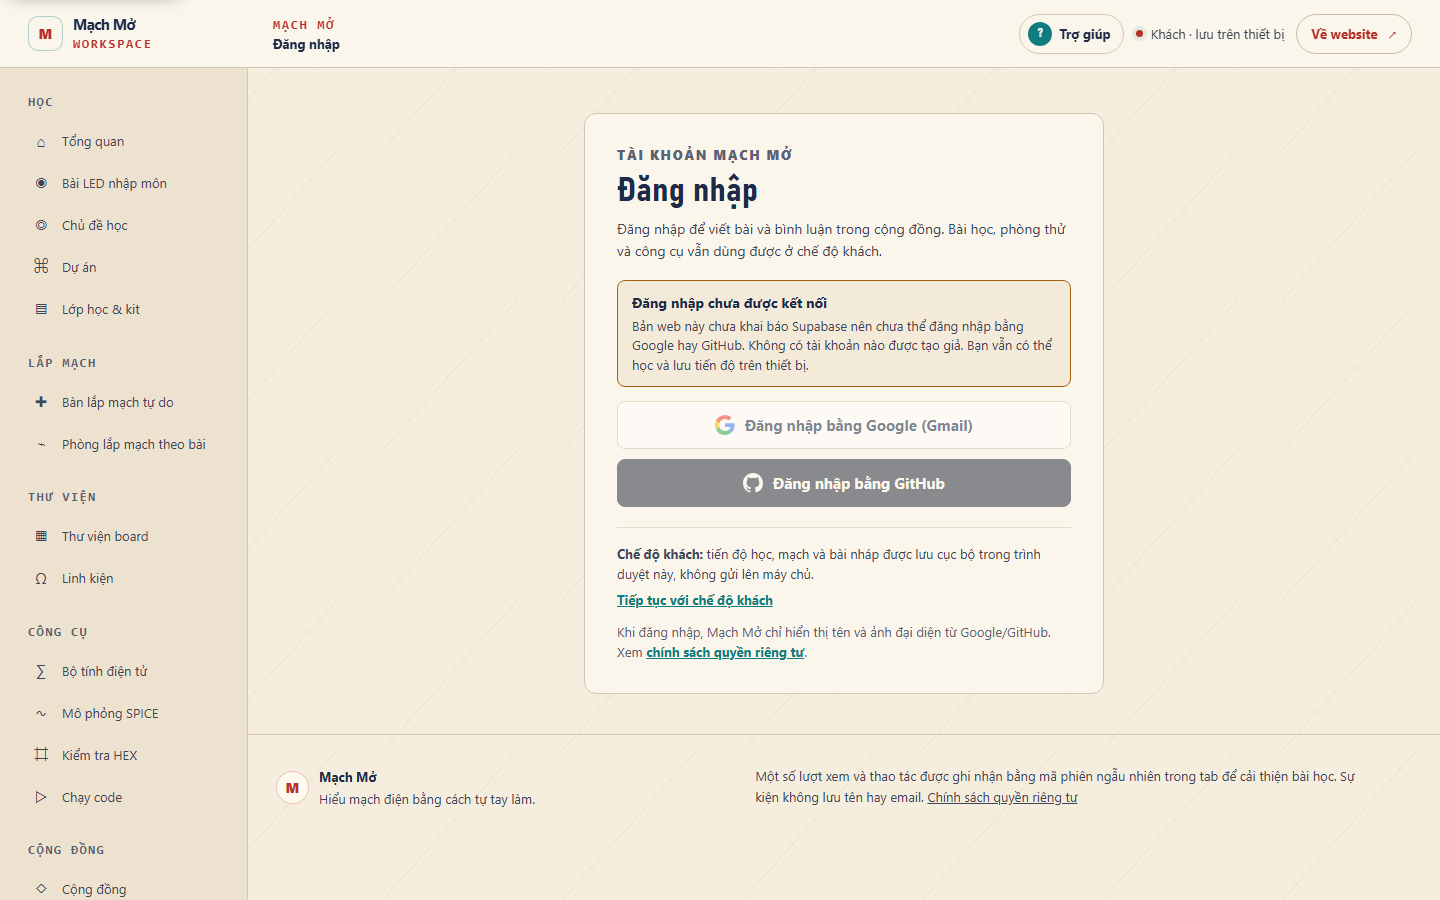 M Mạch Mở
WORKSPACE
MẠCH MỞ
Đăng nhập
? Trợ giúp
Khách · lưu trên thiết bị
Về website ↗
HỌC
Tổng quan
Bài LED nhập môn
Chủ đề học
Dự án
Lớp học & kit
LẮP MẠCH
Bàn lắp mạch tự do
Phòng lắp mạch theo bài
THƯ VIỆN
Thư viện board
Ω Linh kiện
CÔNG CỤ
∑ Bộ tính điện tử
Mô phỏng SPICE
Kiểm tra HEX
Chạy code
CỘNG ĐỒNG
Cộng đồng
TÀI KHOẢN MẠCH MỞ
Đăng nhập
Đăng nhập để viết bài và bình luận trong cộng đồng. Bài học, phòng thử
và công cụ vẫn dùng được ở chế độ khách.
Đăng nhập chưa được kết nối
Bản web này chưa khai báo Supabase nên chưa thể đăng nhập bằng
Google hay GitHub. Không có tài khoản nào được tạo giả. Bạn vẫn có thể
học và lưu tiến độ trên thiết bị.
Đăng nhập bằng Google (Gmail)
Đăng nhập bằng GitHub
Chế độ khách: tiến độ học, mạch và bài nháp được lưu cục bộ trong trình
duyệt này, không gửi lên máy chủ.
Tiếp tục với chế độ khách
Khi đăng nhập, Mạch Mở chỉ hiển thị tên và ảnh đại diện từ Google/GitHub.
Xem chính sách quyền riêng tư.
M Mạch Mở
Hiểu mạch điện bằng cách tự tay làm.
Một số lượt xem và thao tác được ghi nhận bằng mã phiên ngẫu nhiên trong tab để cải thiện bài học. Sự
kiện không lưu tên hay email. Chính sách quyền riêng tư